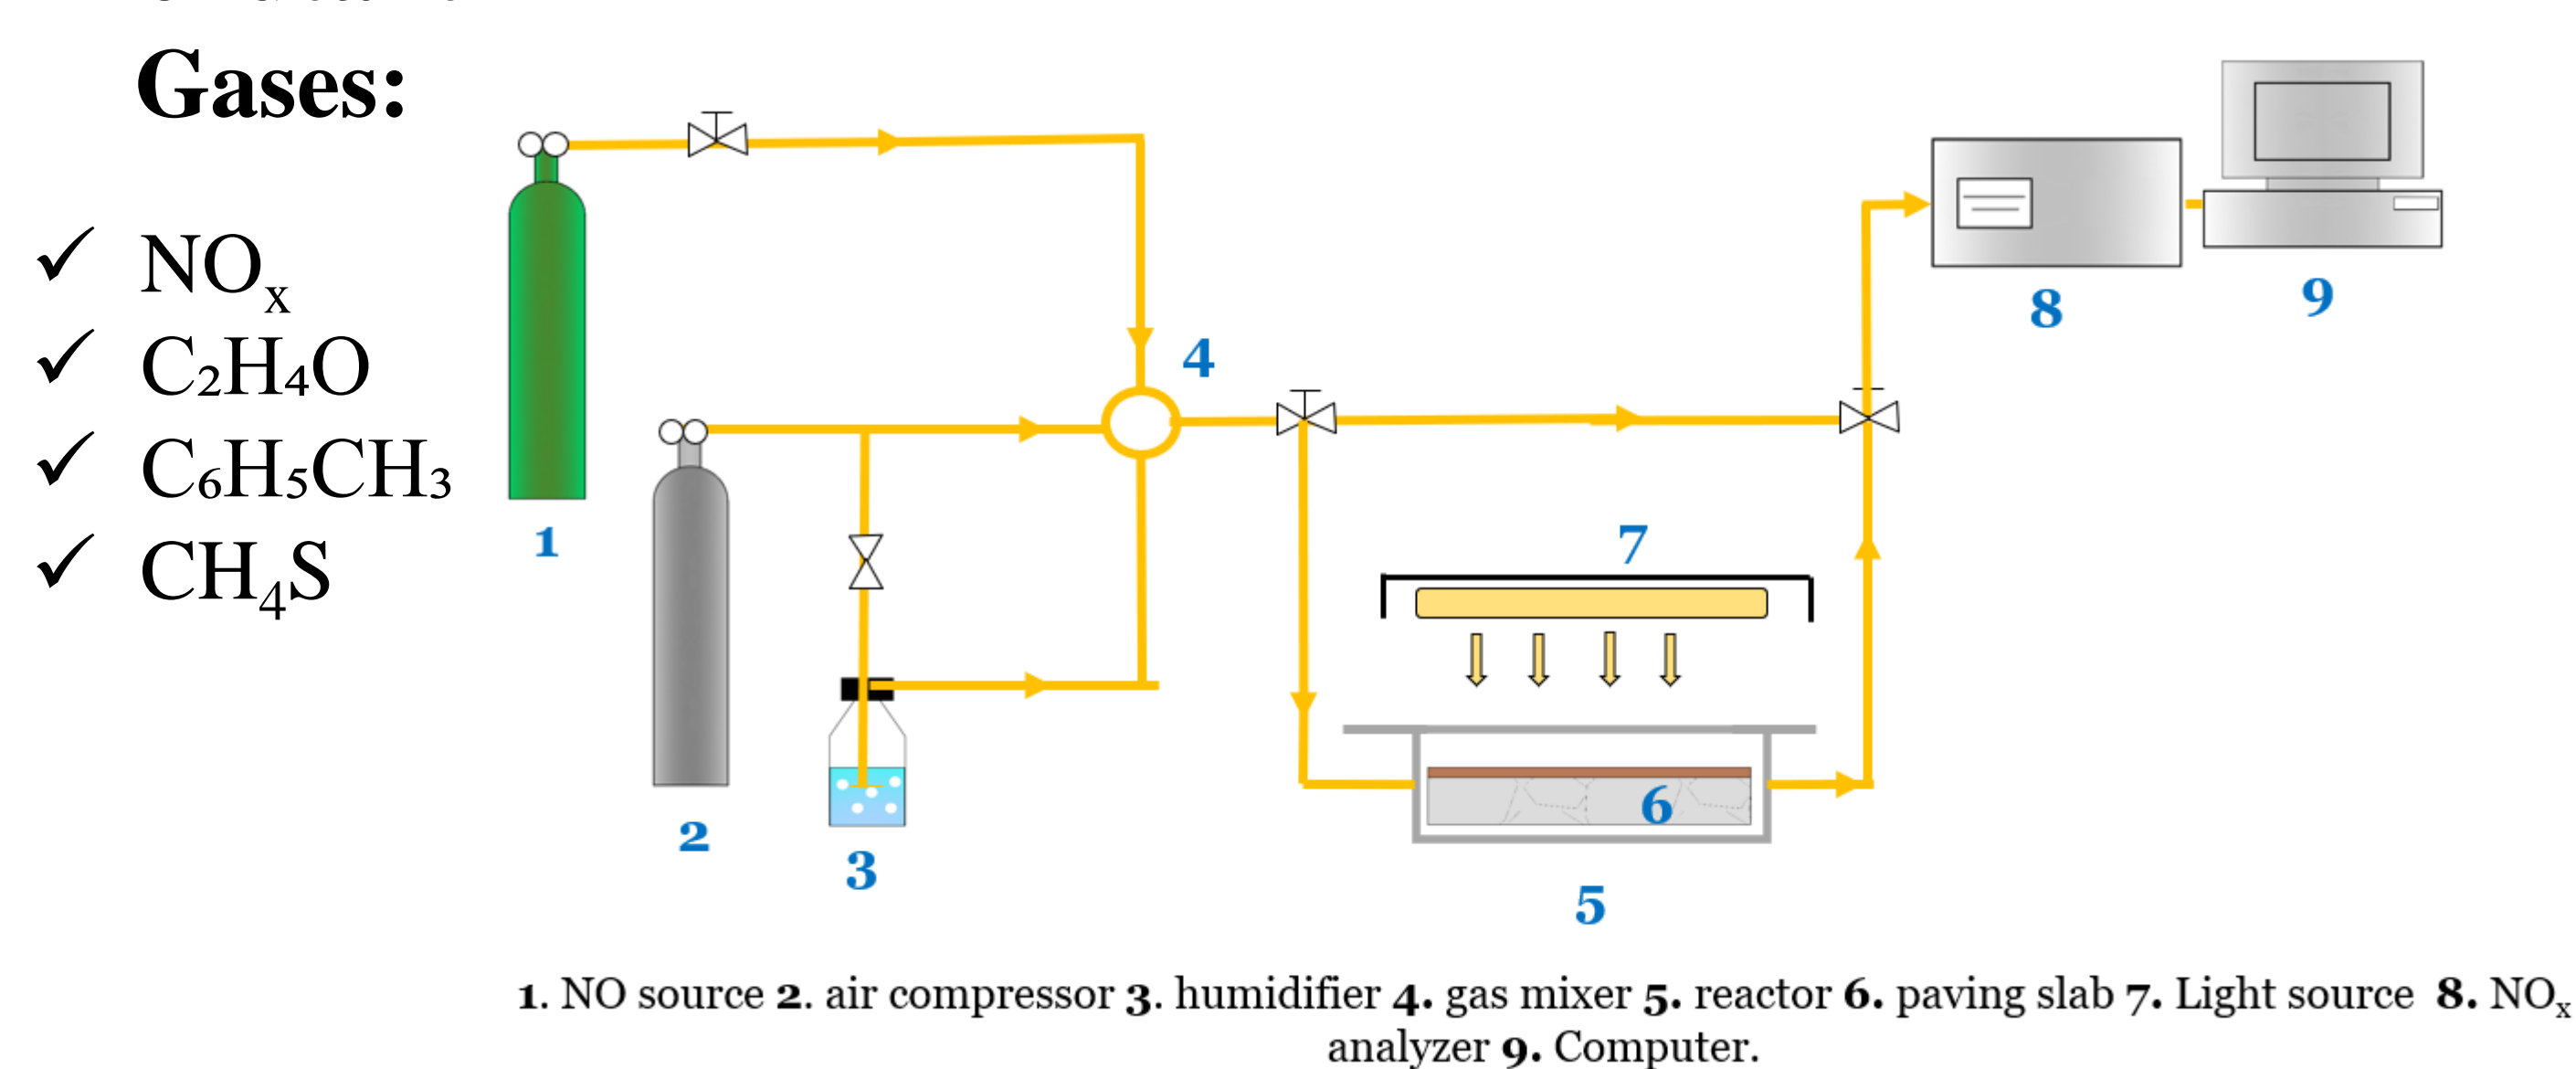 Gases:
✓ NOₓ
✓ C₂H₄O
✓ C₆H₅CH₃
✓ CH₄S
1
2
3
4
5
6
7
8
9
1. NO source 2. air compressor 3. humidifier 4. gas mixer 5. reactor 6. paving slab 7. Light source 8. NOₓ
analyzer 9. Computer.